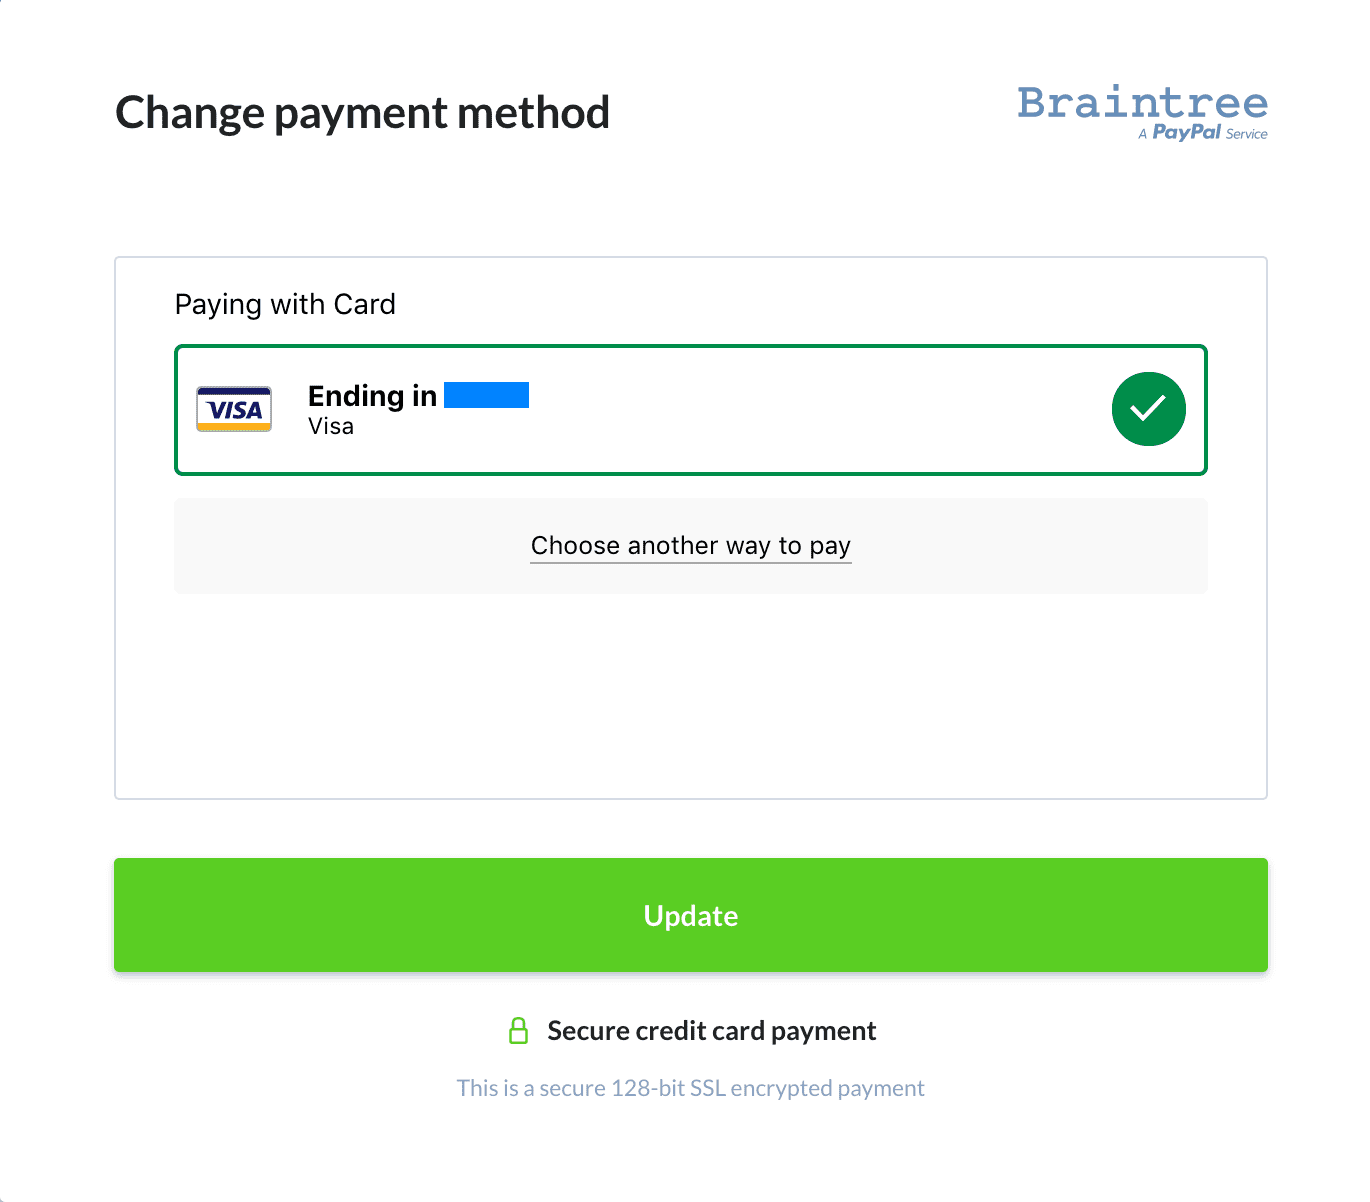 Change payment method
Braintree
A PayPal Service
Paying with Card
VISA
Ending in
Visa
Choose another way to pay
Update
Secure credit card payment
This is a secure 128-bit SSL encrypted payment